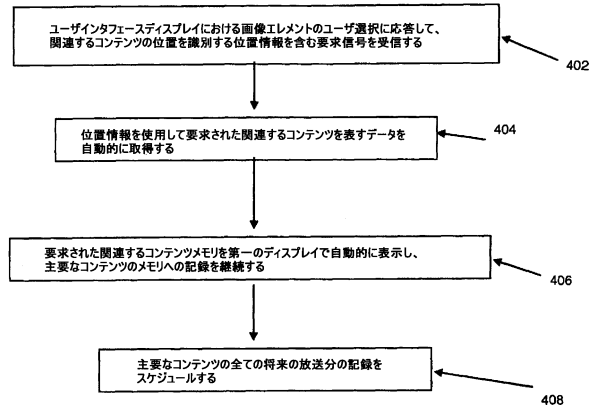 ユーザインタフェースディスプレイにおける画像エレメントのユーザ選択に応答して、
関連するコンテンツの位置を識別する位置情報を含む要求信号を受信する
402
位置情報を使用して要求された関連するコンテンツを表すデータを
自動的に取得する
404
要求された関連するコンテンツメモリを第一のディスプレイで自動的に表示し、
主要なコンテンツのメモリへの記録を継続する
406
主要なコンテンツの全ての将来の放送分の記録を
スケジュールする
408